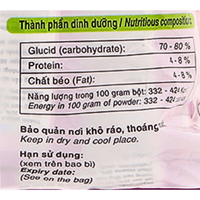 Thành phần dinh dưỡng / Nutritious composition
Glucid (carbohydrate): 70 - 80 %
Protein: 4 - 8 %
Chất béo (Fat): 4 - 8 %
Năng lượng trong 100 gram bột: 332 - 424
Energy in 100 gram of powder: 332 - 424
Bảo quản nơi khô ráo, thoáng
Keep in dry and cool place.
Hạn sử dụng:
(xem trên bao bì)
Expiry date:
(See on the bag)